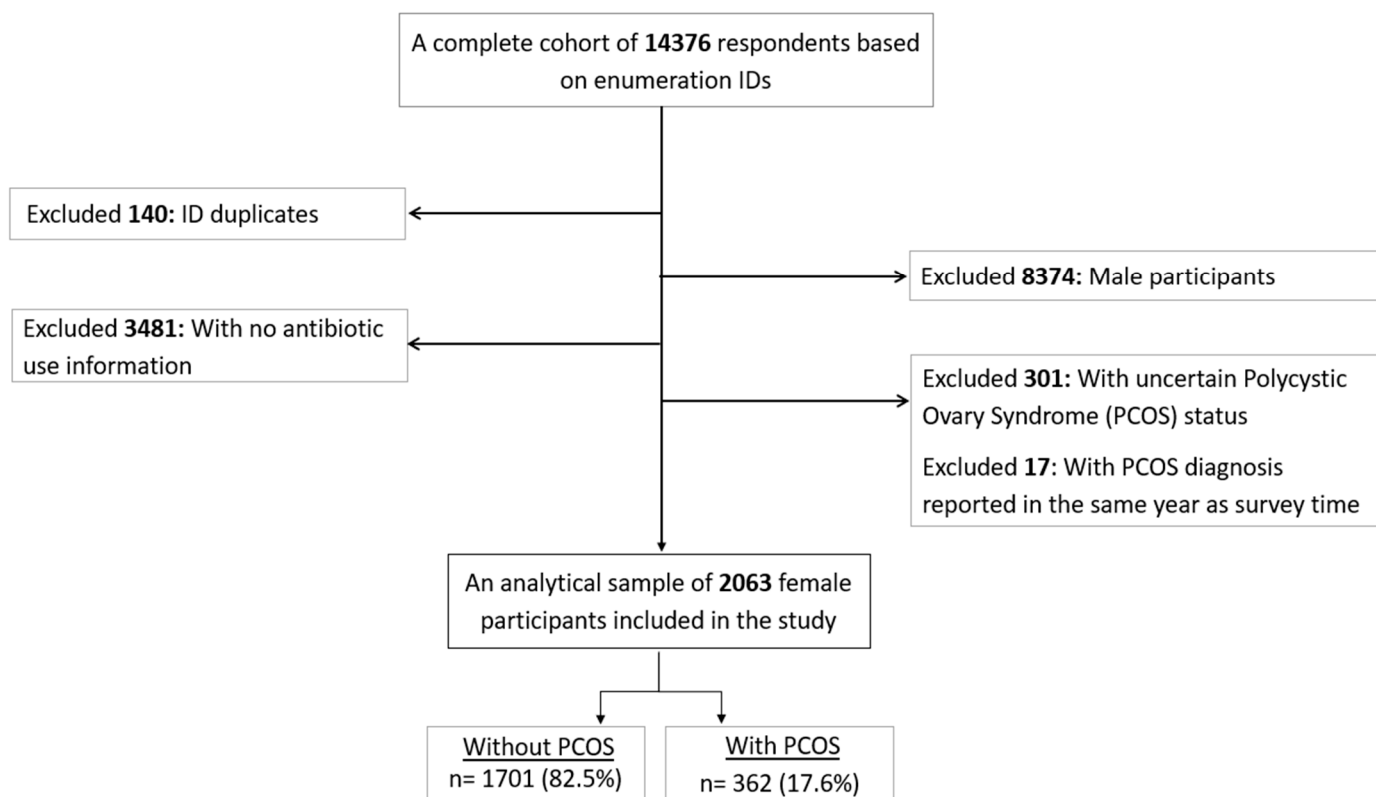 A complete cohort of 14376 respondents based
on enumeration IDs
Excluded 140: ID duplicates
Excluded 8374: Male participants
Excluded 3481: With no antibiotic
use information
Excluded 301: With uncertain Polycystic
Ovary Syndrome (PCOS) status
Excluded 17: With PCOS diagnosis
reported in the same year as survey time
An analytical sample of 2063 female
participants included in the study
Without PCOS
n= 1701 (82.5%)
With PCOS
n= 362 (17.6%)